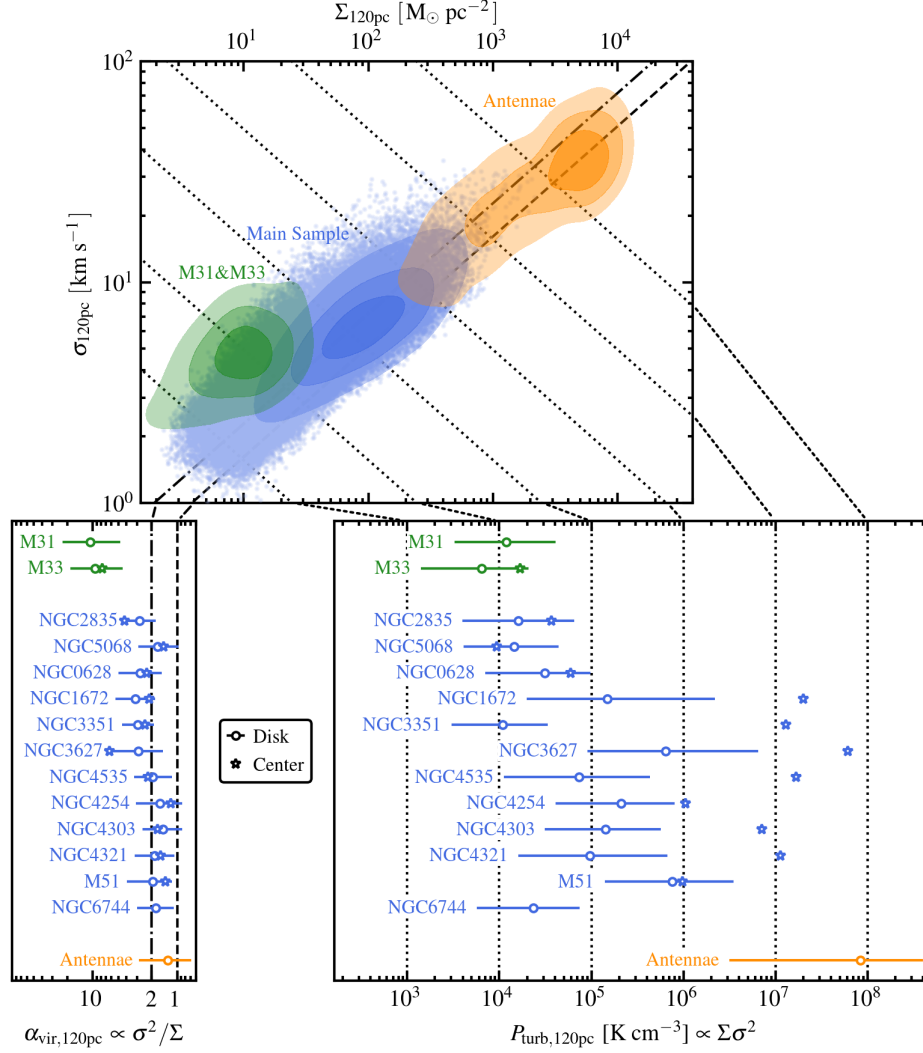 Σ120pc [M⊙ pc−2]
10^1 10^2 10^3 10^4
10^2
Antennae
Main Sample
M31&M33
σ120pc [km s−1]
10^1
10^0
M31 M31
M33 M33
NGC2835 NGC2835
NGC5068 NGC5068
NGC0628 NGC0628
NGC1672 NGC1672
NGC3351 NGC3351
NGC3627 NGC3627
NGC4535 NGC4535
NGC4254 NGC4254
NGC4303 NGC4303
NGC4321 NGC4321
M51 M51
NGC6744 NGC6744
Antennae Antennae
Disk
Center
10 2 1
10^3 10^4 10^5 10^6 10^7 10^8
αvir,120pc ∝ σ^2/Σ
Pturb,120pc [K cm−3] ∝ Σσ^2